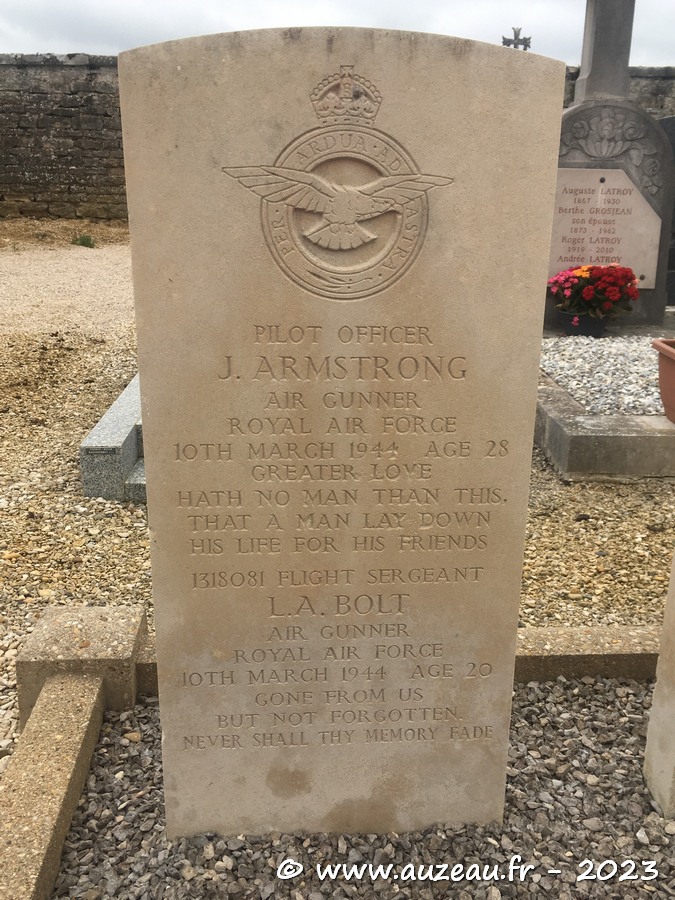 PER ARDUA AD ASTRA
PILOT OFFICER
J. ARMSTRONG
AIR GUNNER
ROYAL AIR FORCE
10TH MARCH 1944 AGE 28
GREATER LOVE
HATH NO MAN THAN THIS.
THAT A MAN LAY DOWN
HIS LIFE FOR HIS FRIENDS
1318081 FLIGHT SERGEANT
L.A. BOLT
AIR GUNNER
ROYAL AIR FORCE
10TH MARCH 1944 AGE 20
GONE FROM US
BUT NOT FORGOTTEN.
NEVER SHALL THY MEMORY FADE
Auguste LATROY
1867 - 1930
Berthe GROSJEAN
son épouse
1873 - 1962
Roger LATROY
1919 - 2010
Andrée LATROY
© www.auzeau.fr - 2023